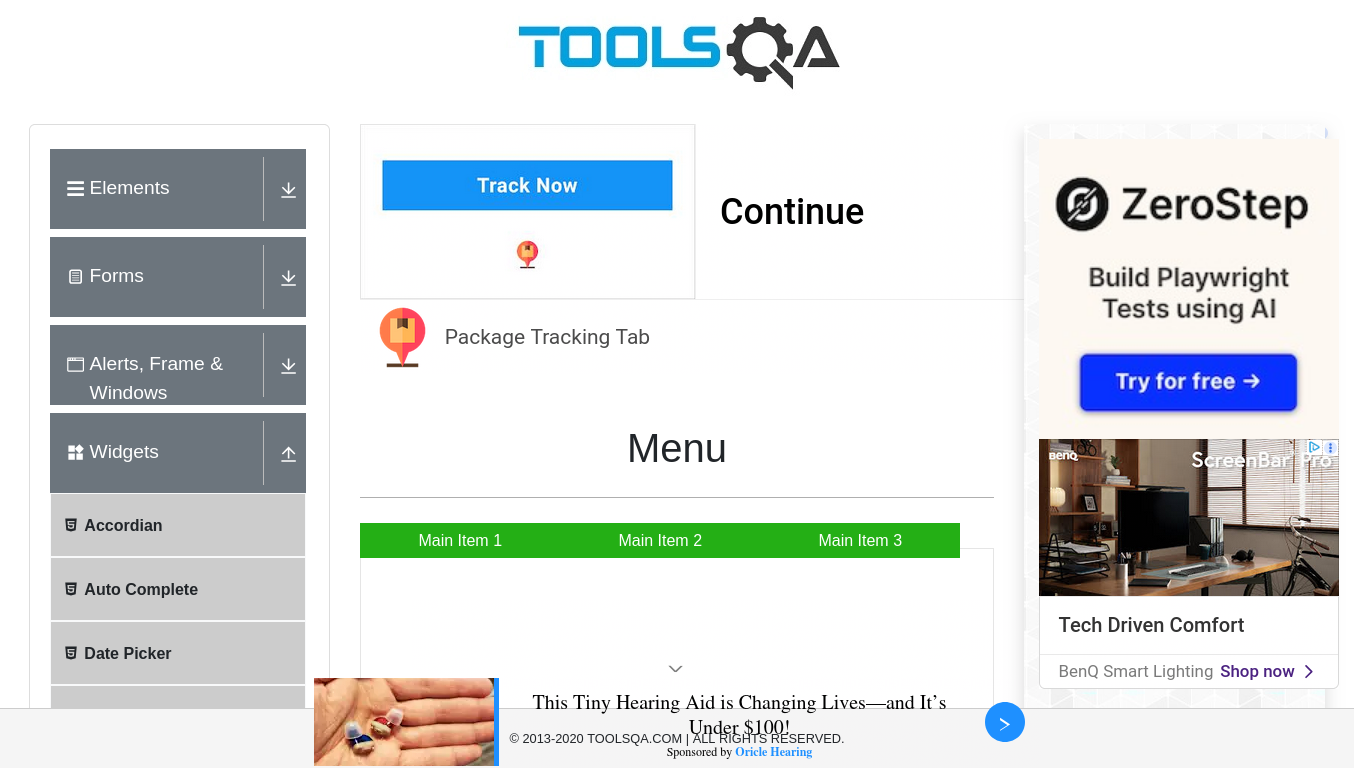 TOOLSQA
Elements
Forms
Alerts, Frame &
Windows
Widgets
Accordian
Auto Complete
Date Picker
Track Now
Continue
Package Tracking Tab
Menu
Main Item 1
Main Item 2
Main Item 3
ZeroStep
Build Playwright
Tests using AI
Try for free →
BenQ
ScreenBar Pro
Tech Driven Comfort
BenQ Smart Lighting Shop now
This Tiny Hearing Aid is Changing Lives—and It’s
Under $100!
© 2013-2020 TOOLSQA.COM | ALL RIGHTS RESERVED.
Sponsored by Oricle Hearing